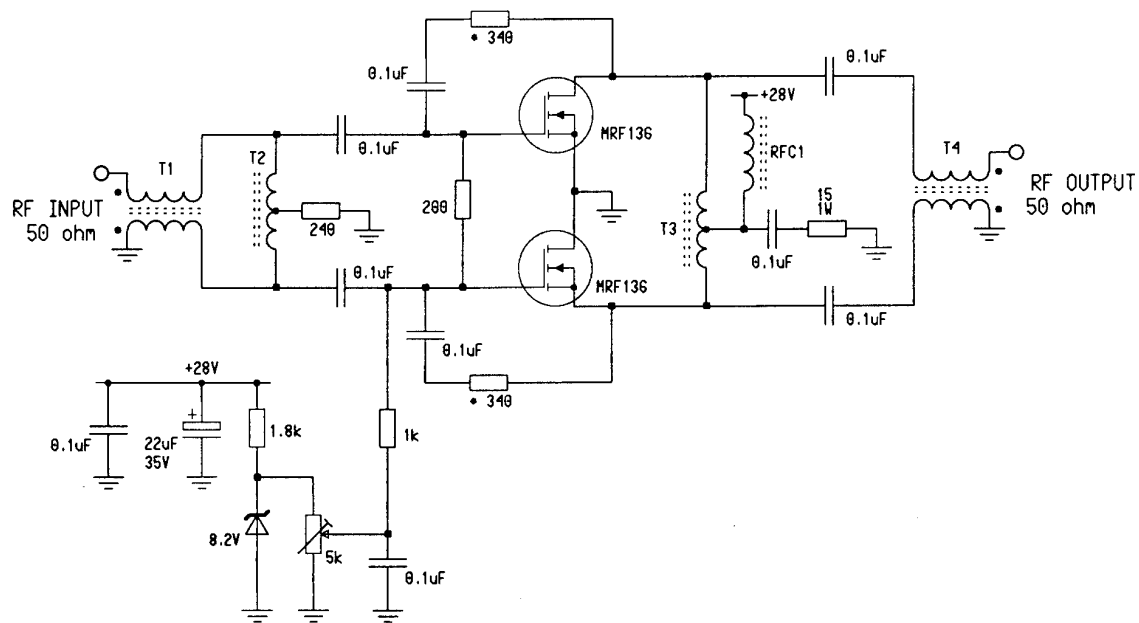 * 340
0.1uF
0.1uF
+28V
MRF136
T1
T2
0.1uF
RFC1
T4
RF INPUT
50 ohm
240
200
15
1W
RF OUTPUT
50 ohm
T3
0.1uF
0.1uF
MRF136
0.1uF
0.1uF
* 340
+28V
0.1uF
22uF
35V
1.8k
1k
8.2V
5k
0.1uF